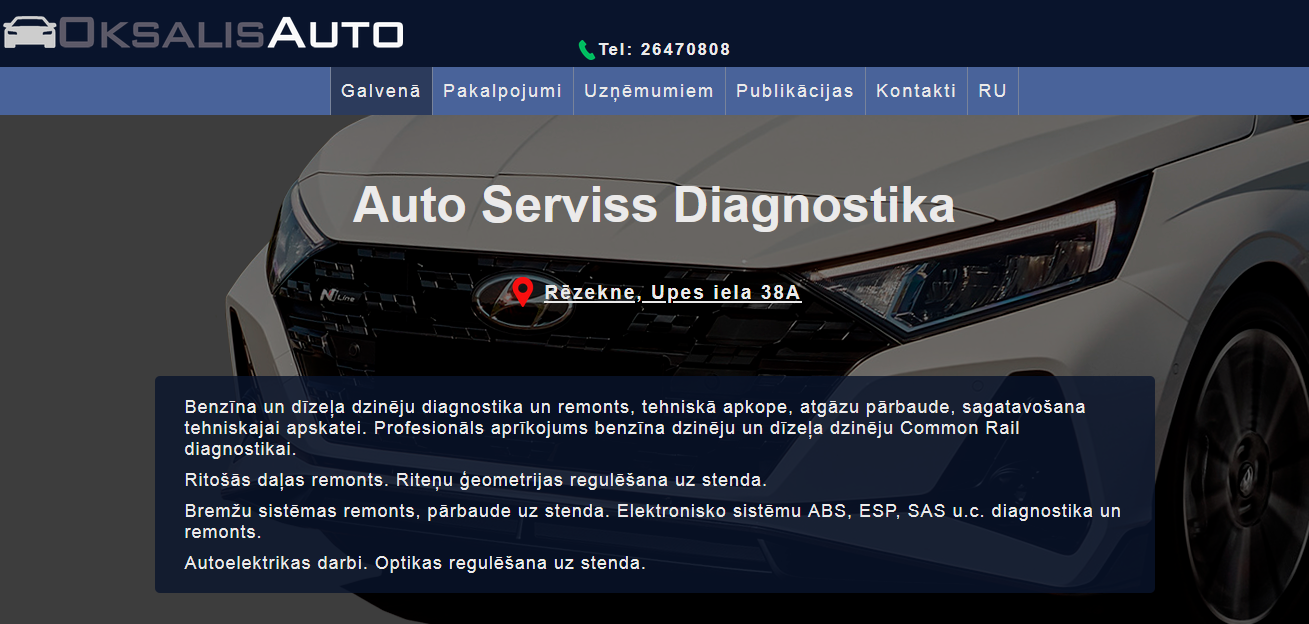 OKSALISAUTO
Tel: 26470808
Galvenā Pakalpojumi Uzņēmumiem Publikācijas Kontakti RU
Auto Serviss Diagnostika
N Line
Rēzekne, Upes iela 38A
Benzīna un dīzeļa dzinēju diagnostika un remonts, tehniskā apkope, atgāzu pārbaude, sagatavošana
tehniskajai apskatei. Profesionāls aprīkojums benzīna dzinēju un dīzeļa dzinēju Common Rail
diagnostikai.
Ritošās daļas remonts. Riteņu ģeometrijas regulēšana uz stenda.
Bremžu sistēmas remonts, pārbaude uz stenda. Elektronisko sistēmu ABS, ESP, SAS u.c. diagnostika un
remonts.
Autoelektrikas darbi. Optikas regulēšana uz stenda.